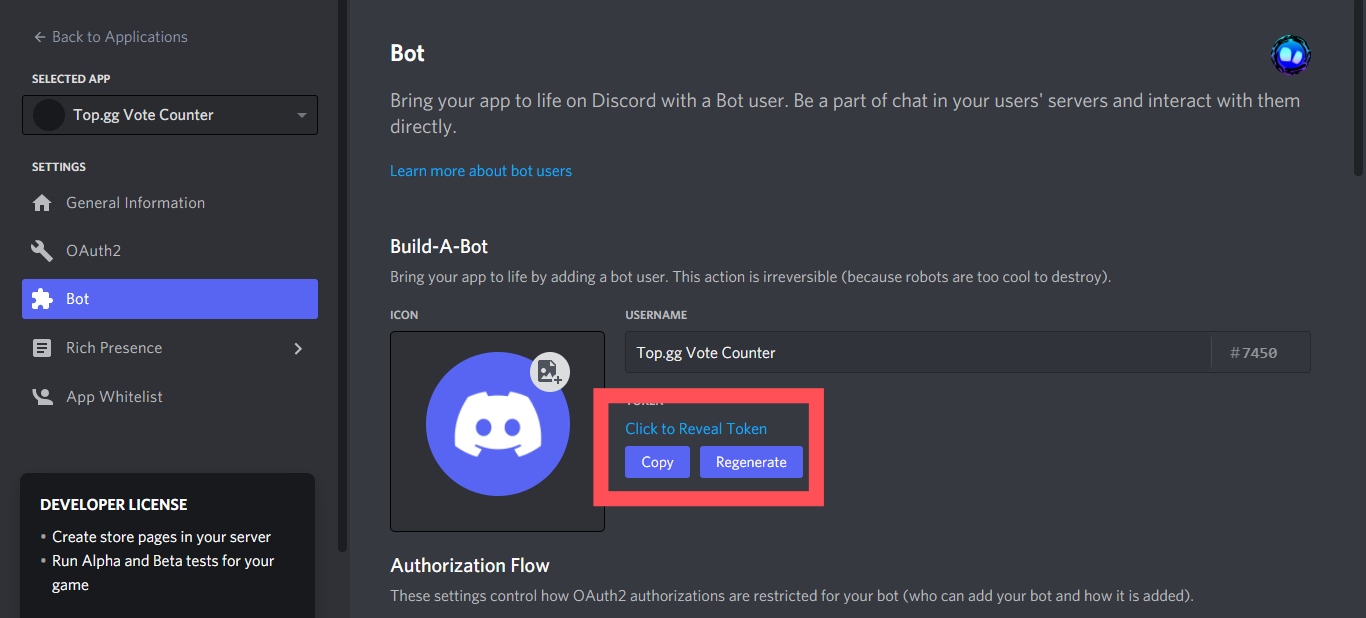 ← Back to Applications
SELECTED APP
Top.gg Vote Counter
SETTINGS
General Information
OAuth2
Bot
Rich Presence
App Whitelist
DEVELOPER LICENSE
• Create store pages in your server
• Run Alpha and Beta tests for your
game
Bot
Bring your app to life on Discord with a Bot user. Be a part of chat in your users' servers and interact with them
directly.
Learn more about bot users
Build-A-Bot
Bring your app to life by adding a bot user. This action is irreversible (because robots are too cool to destroy).
ICON
USERNAME
Top.gg Vote Counter #7450
TOKEN
Click to Reveal Token
Copy Regenerate
Authorization Flow
These settings control how OAuth2 authorizations are restricted for your bot (who can add your bot and how it is added).